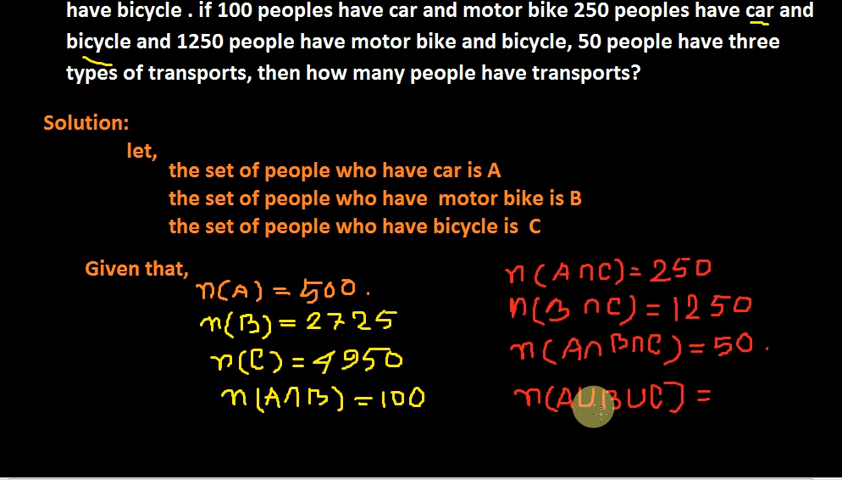 have bicycle . if 100 peoples have car and motor bike 250 peoples have car and
bicycle and 1250 people have motor bike and bicycle, 50 people have three
types of transports, then how many people have transports?
Solution:
let,
the set of people who have car is A
the set of people who have motor bike is B
the set of people who have bicycle is C
Given that,
n(A) = 500.
n(B) = 2725
n(C) = 4950
n(A∩B) = 100
n(A∩C) = 250
n(B∩C) = 1250
n(A∩B∩C) = 50.
n(A∪B∪C) =